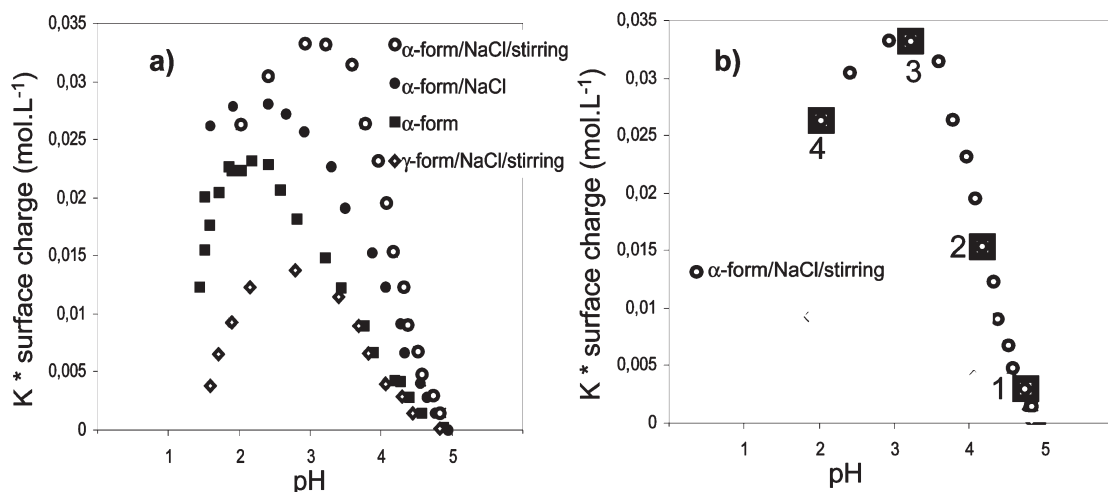 a)
K * surface charge (mol.L-1)
0,035
0,03
0,025
0,02
0,015
0,01
0,005
0
1 2 3 4 5
pH
α-form/NaCl/stirring
α-form/NaCl
α-form
γ-form/NaCl/stirring
b)
K * surface charge (mol.L-1)
0,035
0,03
0,025
0,02
0,015
0,01
0,005
0
1 2 3 4 5
pH
3
4
2
α-form/NaCl/stirring
1